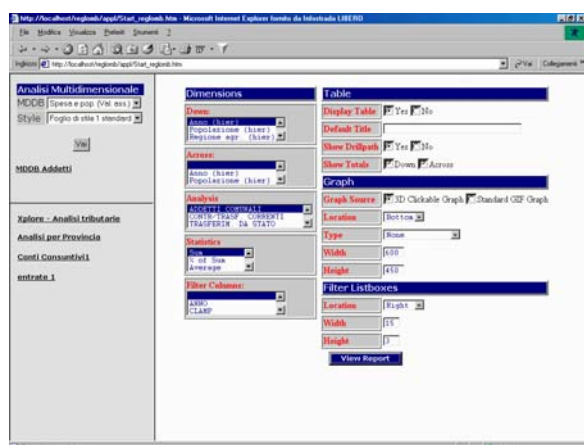 http://localhost/reglomb/appl/Start_reglomb.htm - Microsoft Internet Explorer fornito da Infostrada LIBERO
File Modifica Visualizza Preferiti Strumenti ?
Indirizzo http://localhost/reglomb/appl/Start_reglomb.htm Vai Collegamenti
Analisi Multidimensionale
MDDB Spesa e pop. (Val. ass.)
Style Foglio di stile 1 standard
Vai
MDDB Addetti
Xplore - Analisi tributarie
Analisi per Provincia
Conti Consuntivi1
entrate 1
Dimensions
Down:
Anno (hier)
Popolazione (hier)
Regione agr (hier)
Across:
Anno (hier)
Popolazione (hier)
Analysis
ADDETTI COMUNALI
CONTR/TRASF. CORRENTI
TRASFERIM. DA STATO
Statistics
Sum
% of Sum
Average
Filter Columns:
ANNO
CLAMP
Table
Display Table Yes No
Default Title
Show Drillpath Yes No
Show Totals Down Across
Graph
Graph Source 3D Clickable Graph Standard GIF Graph
Location Bottom
Type None
Width 600
Height 450
Filter Listboxes
Location Right
Width 15
Height 3
View Report